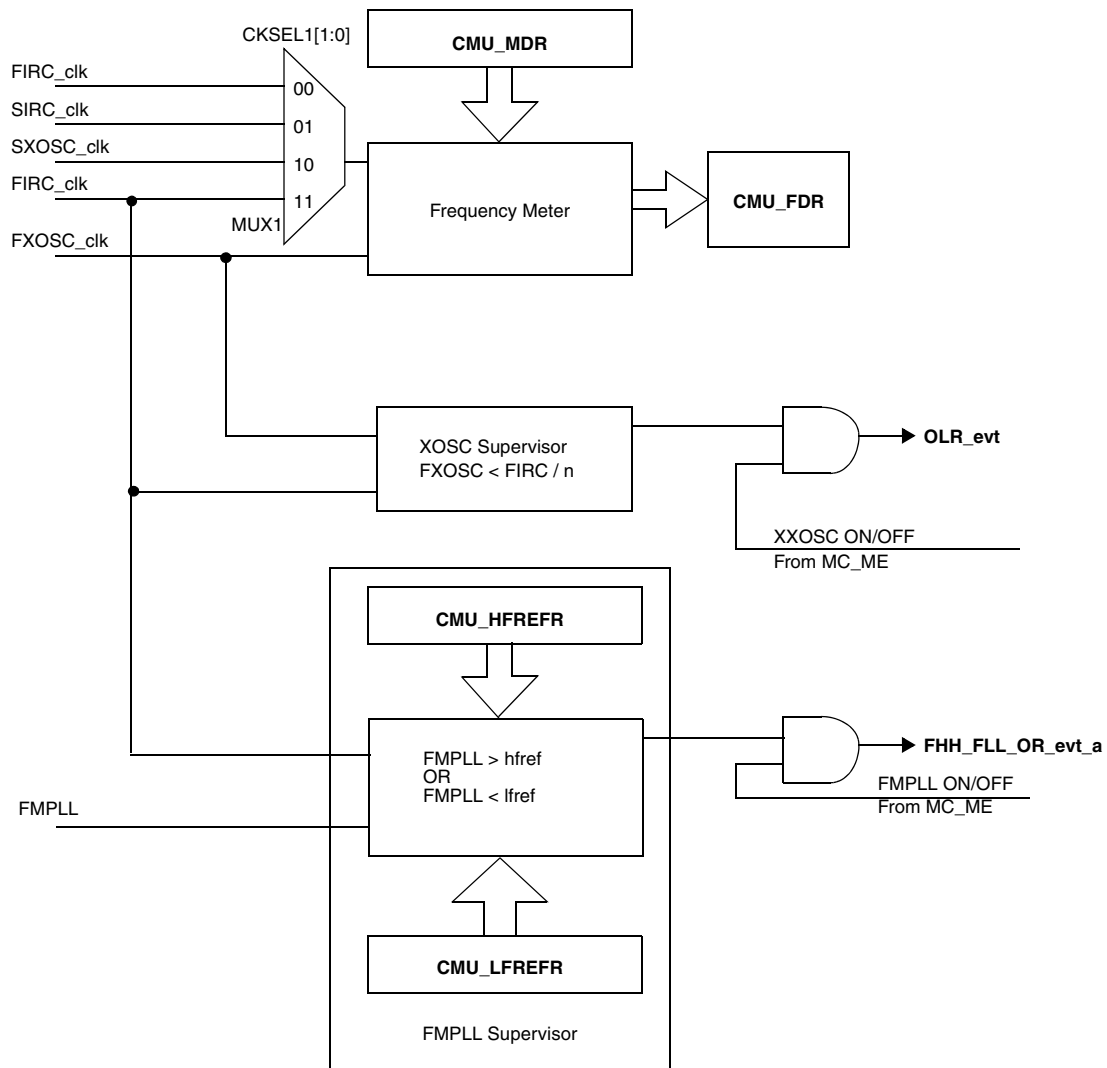 CKSEL1[1:0]
CMU_MDR
FIRC_clk
00
SIRC_clk
01
SXOSC_clk
10
FIRC_clk
11
MUX1
FXOSC_clk
Frequency Meter
CMU_FDR
XOSC Supervisor
FXOSC < FIRC / n
OLR_evt
XXOSC ON/OFF
From MC_ME
CMU_HFREFR
FMPLL > hfref
OR
FMPLL < lfref
FHH_FLL_OR_evt_a
FMPLL ON/OFF
From MC_ME
FMPLL
CMU_LFREFR
FMPLL Supervisor